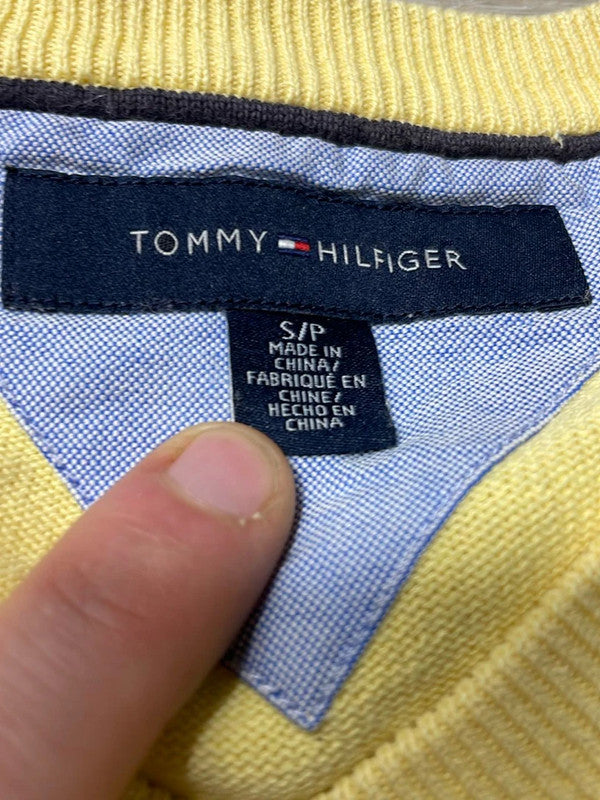 TOMMY HILFIGER
S/P
MADE IN
CHINA/
FABRIQUÉ EN
CHINE/
HECHO EN
CHINA